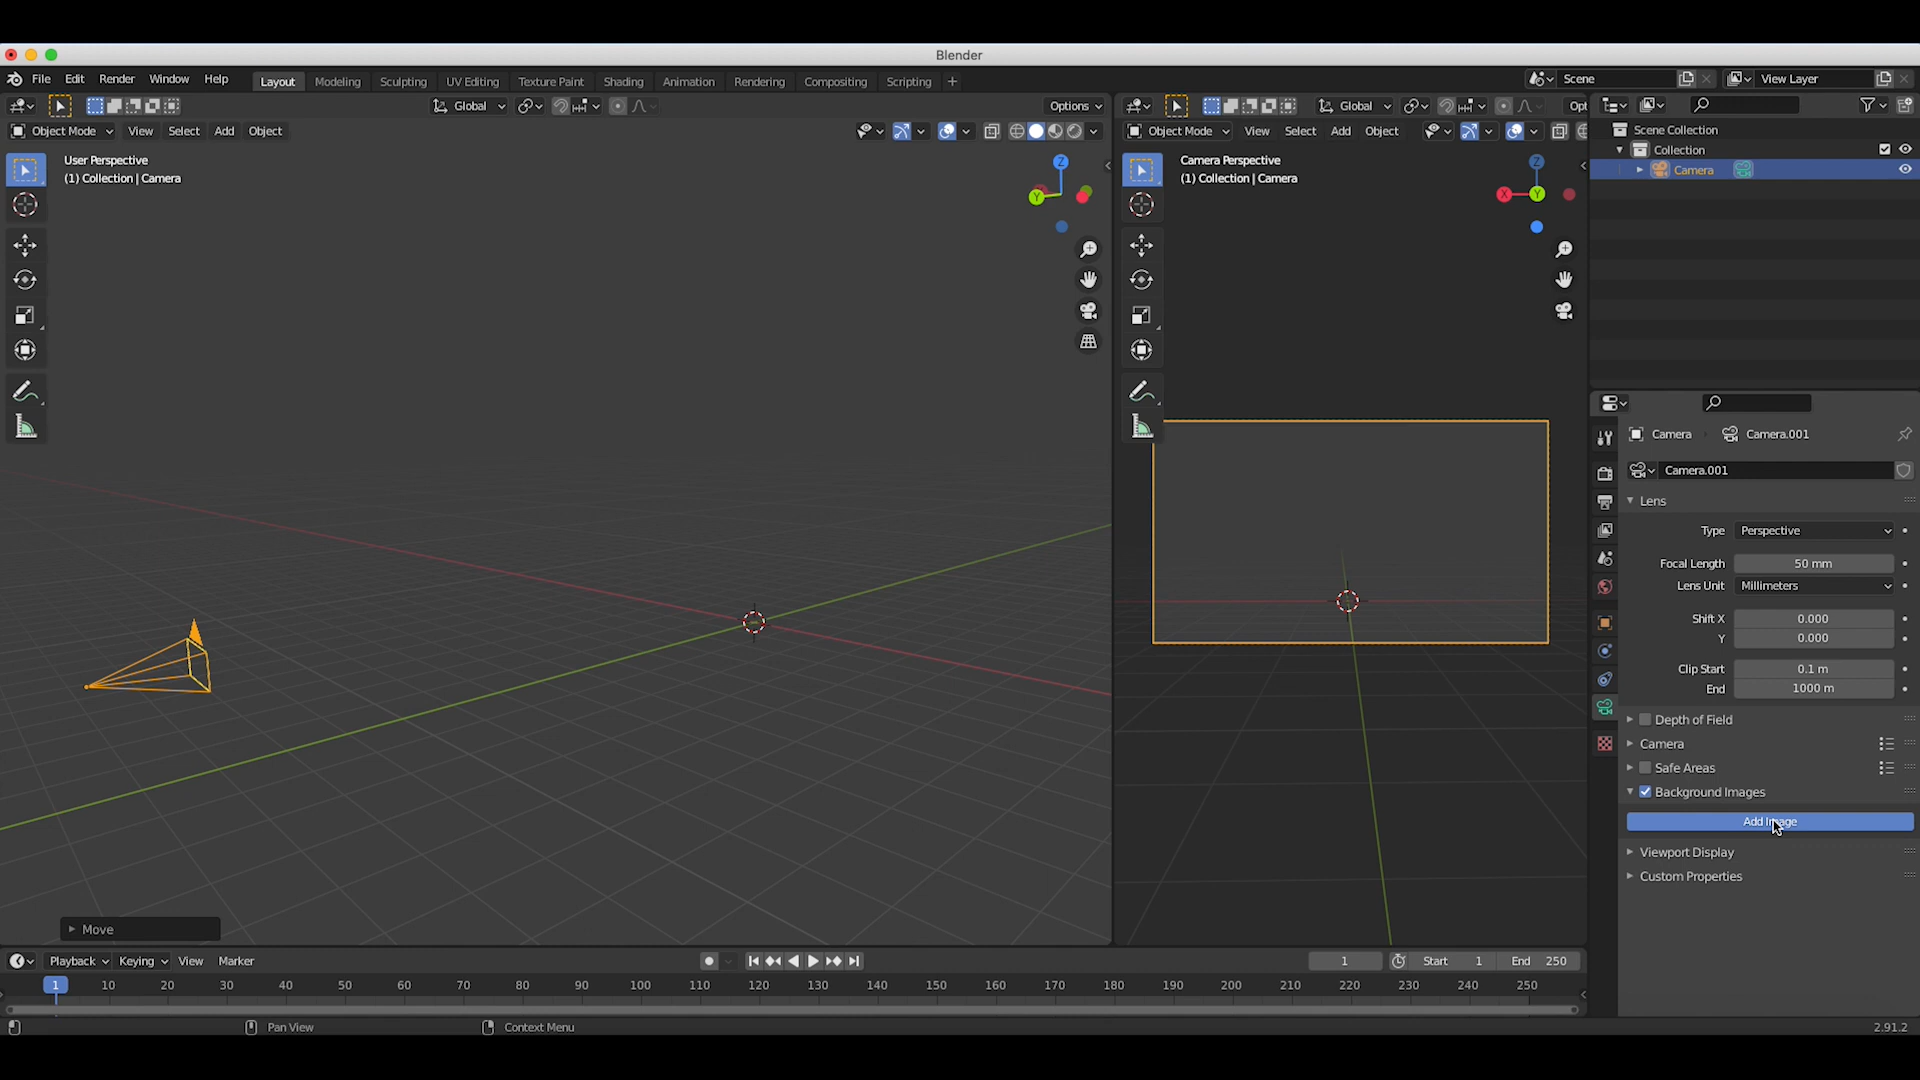 Blender
File Edit Render Window Help Layout Modeling Sculpting UV Editing Texture Paint Shading Animation Rendering Compositing Scripting + Scene View Layer
Global Options Global Opt
Object Mode View Select Add Object Object Mode View Select Add Object
User Perspective
(1) Collection | Camera
Z
Y
Camera Perspective
(1) Collection | Camera
Z
X Y
Scene Collection
Collection
Camera
Camera Camera.001
Camera.001
Lens
Type Perspective
Focal Length 50 mm
Lens Unit Millimeters
Shift X 0.000
Y 0.000
Clip Start 0.1 m
End 1000 m
Depth of Field
Camera
Safe Areas
Background Images
Add Image
Viewport Display
Custom Properties
Move
Playback Keying View Marker 1 Start 1 End 250
1 10 20 30 40 50 60 70 80 90 100 110 120 130 140 150 160 170 180 190 200 210 220 230 240 250
Pan View Context Menu 2.91.2